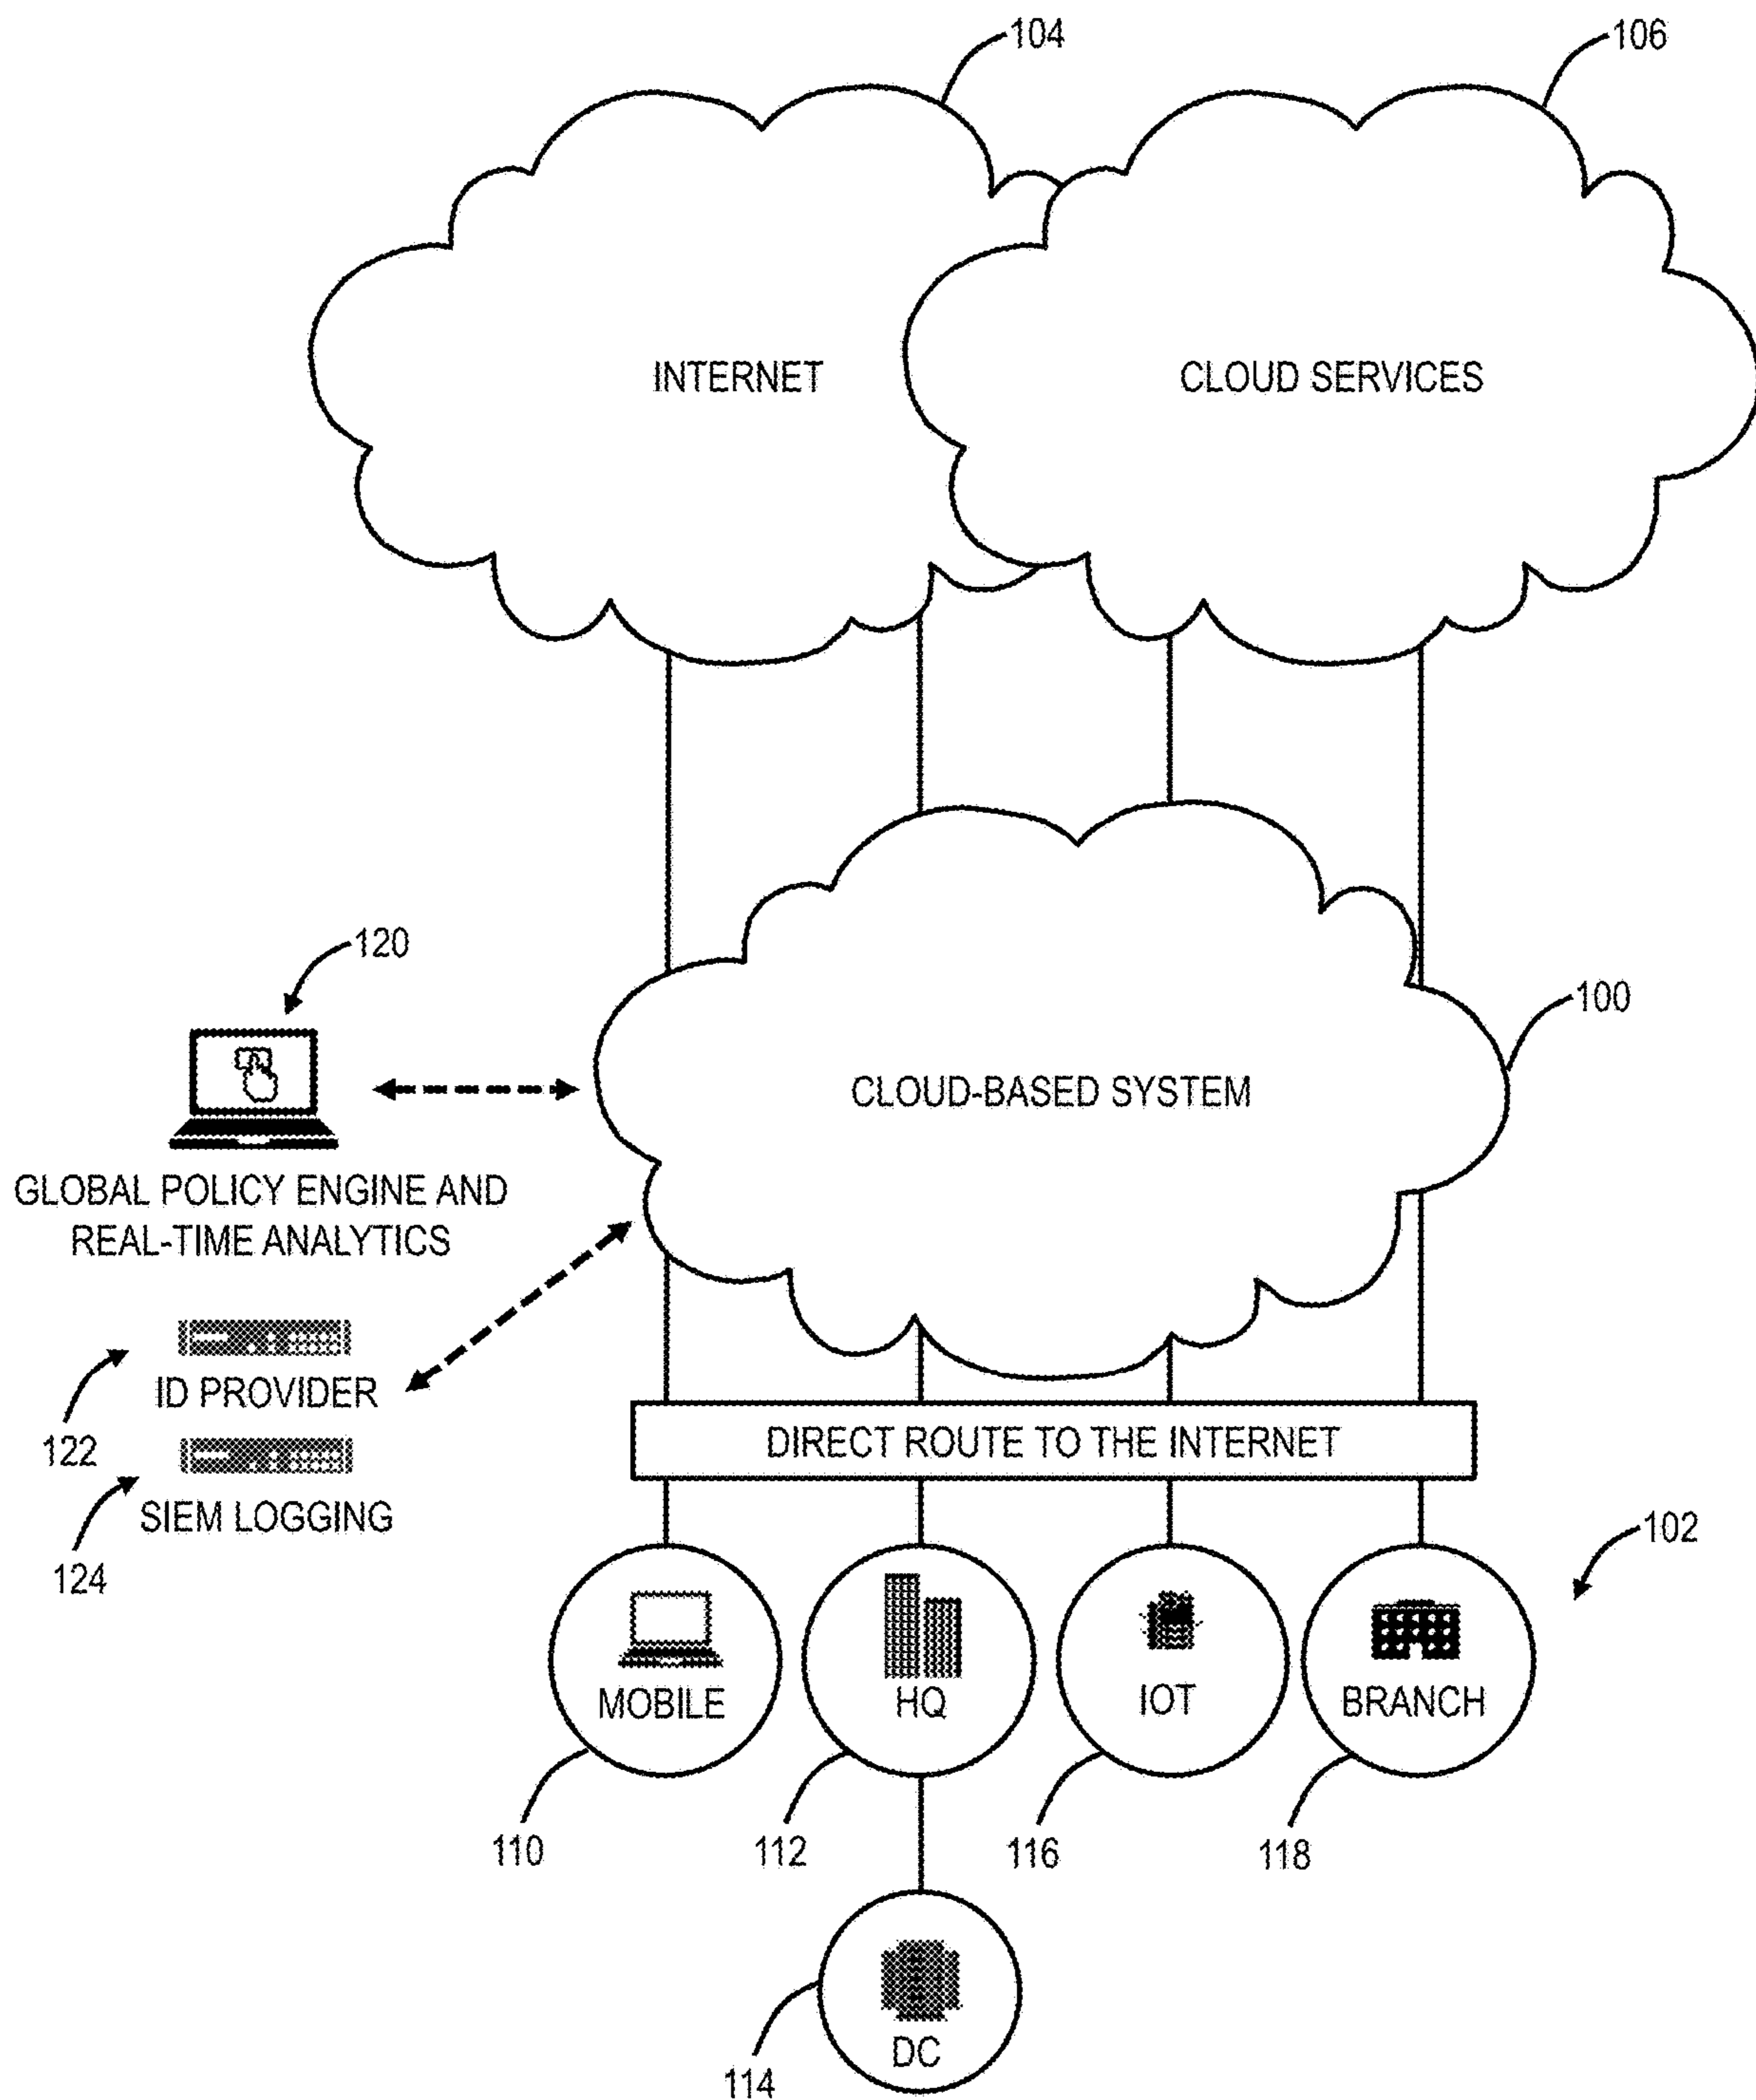 104
106
INTERNET
CLOUD SERVICES
120
100
CLOUD-BASED SYSTEM
GLOBAL POLICY ENGINE AND
REAL-TIME ANALYTICS
ID PROVIDER
122
DIRECT ROUTE TO THE INTERNET
SIEM LOGGING
124
102
MOBILE
HQ
IOT
BRANCH
110
112
116
118
DC
114